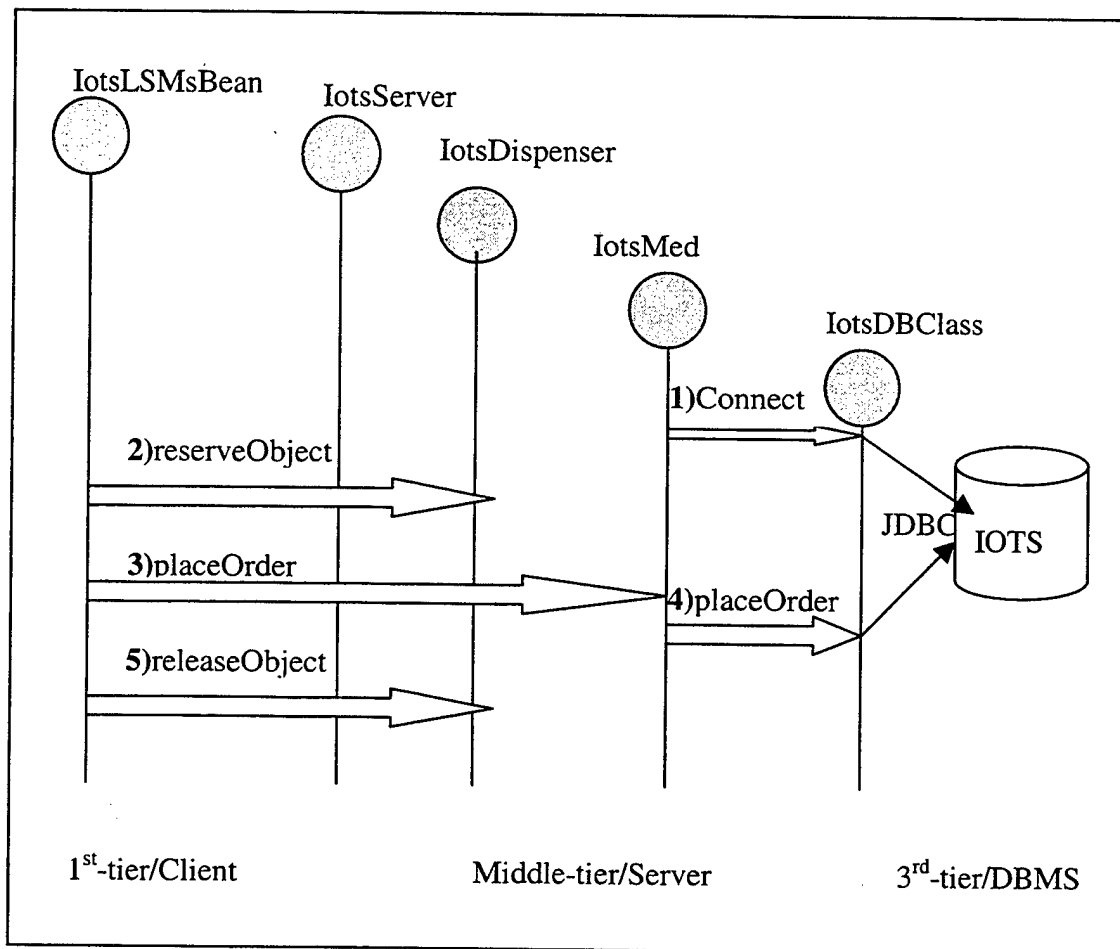 IotsLSMsBean
IotsServer
IotsDispenser
IotsMed
IotsDBClass
1)Connect
2)reserveObject
JDBC
IOTS
3)placeOrder
4)placeOrder
5)releaseObject
1st-tier/Client
Middle-tier/Server
3rd-tier/DBMS